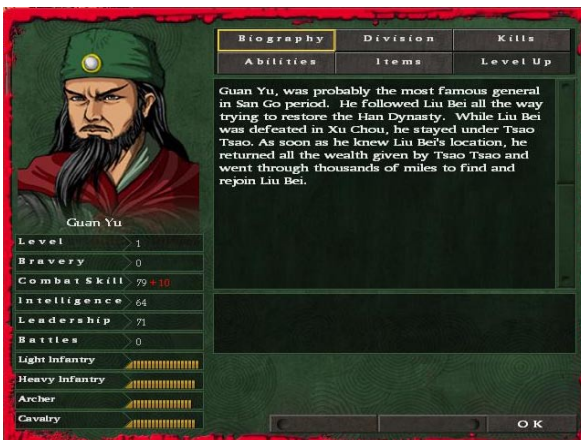 Biography Division Kills
Abilities Items Level Up
Guan Yu, was probably the most famous general
in San Go period. He followed Liu Bei all the way
trying to restore the Han Dynasty. While Liu Bei
was defeated in Xu Chou, he stayed under Tsao
Tsao. As soon as he knew Liu Bei's location, he
returned all the wealth given by Tsao Tsao and
went through thousands of miles to find and
rejoin Liu Bei.
Guan Yu
Level 1
Bravery 0
Combat Skill 79 + 10
Intelligence 64
Leadership 71
Battles 0
Light Infantry
Heavy Infantry
Archer
Cavalry
OK